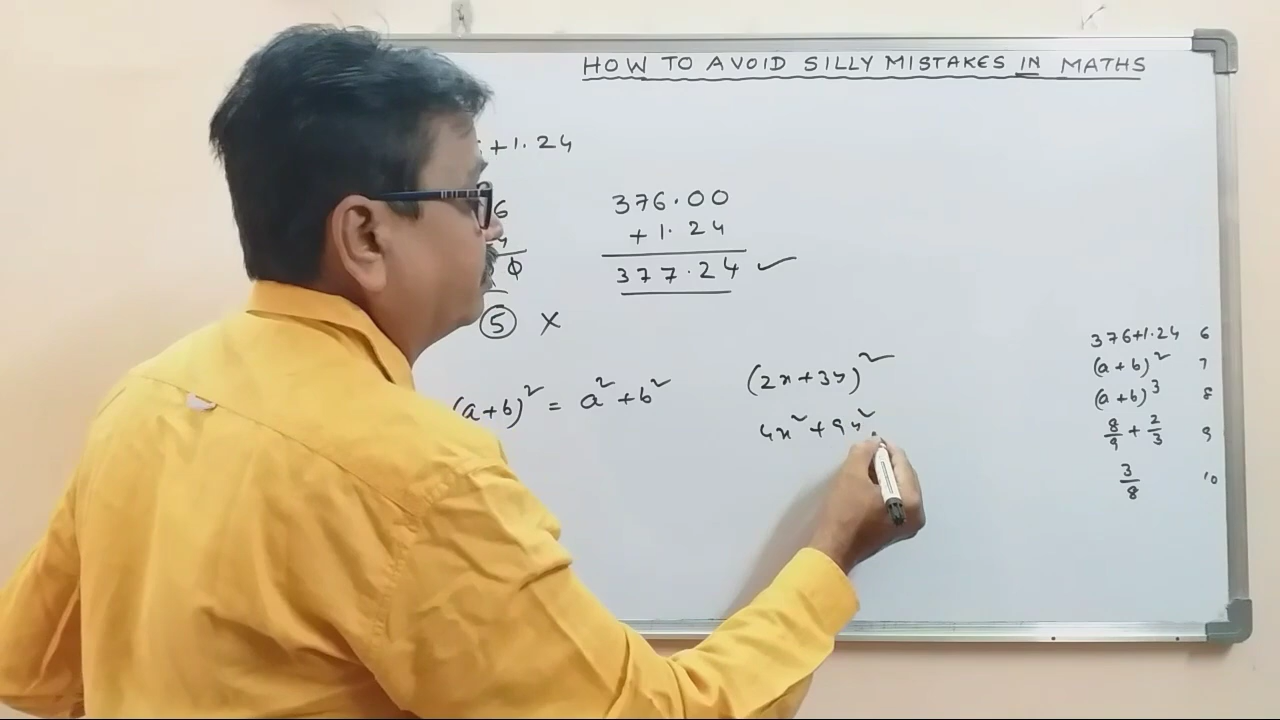 HOW TO AVOID SILLY MISTAKES IN MATHS
+1.24
6
376.00
+1.24
377.24 ✓
5 X
(a+b)² = a²+b²
(2x+3y)²
4x²+9y²
376+1.24 6
(a+b)² 7
(a+b)³ 8
8/9 + 2/3 9
3/8 10